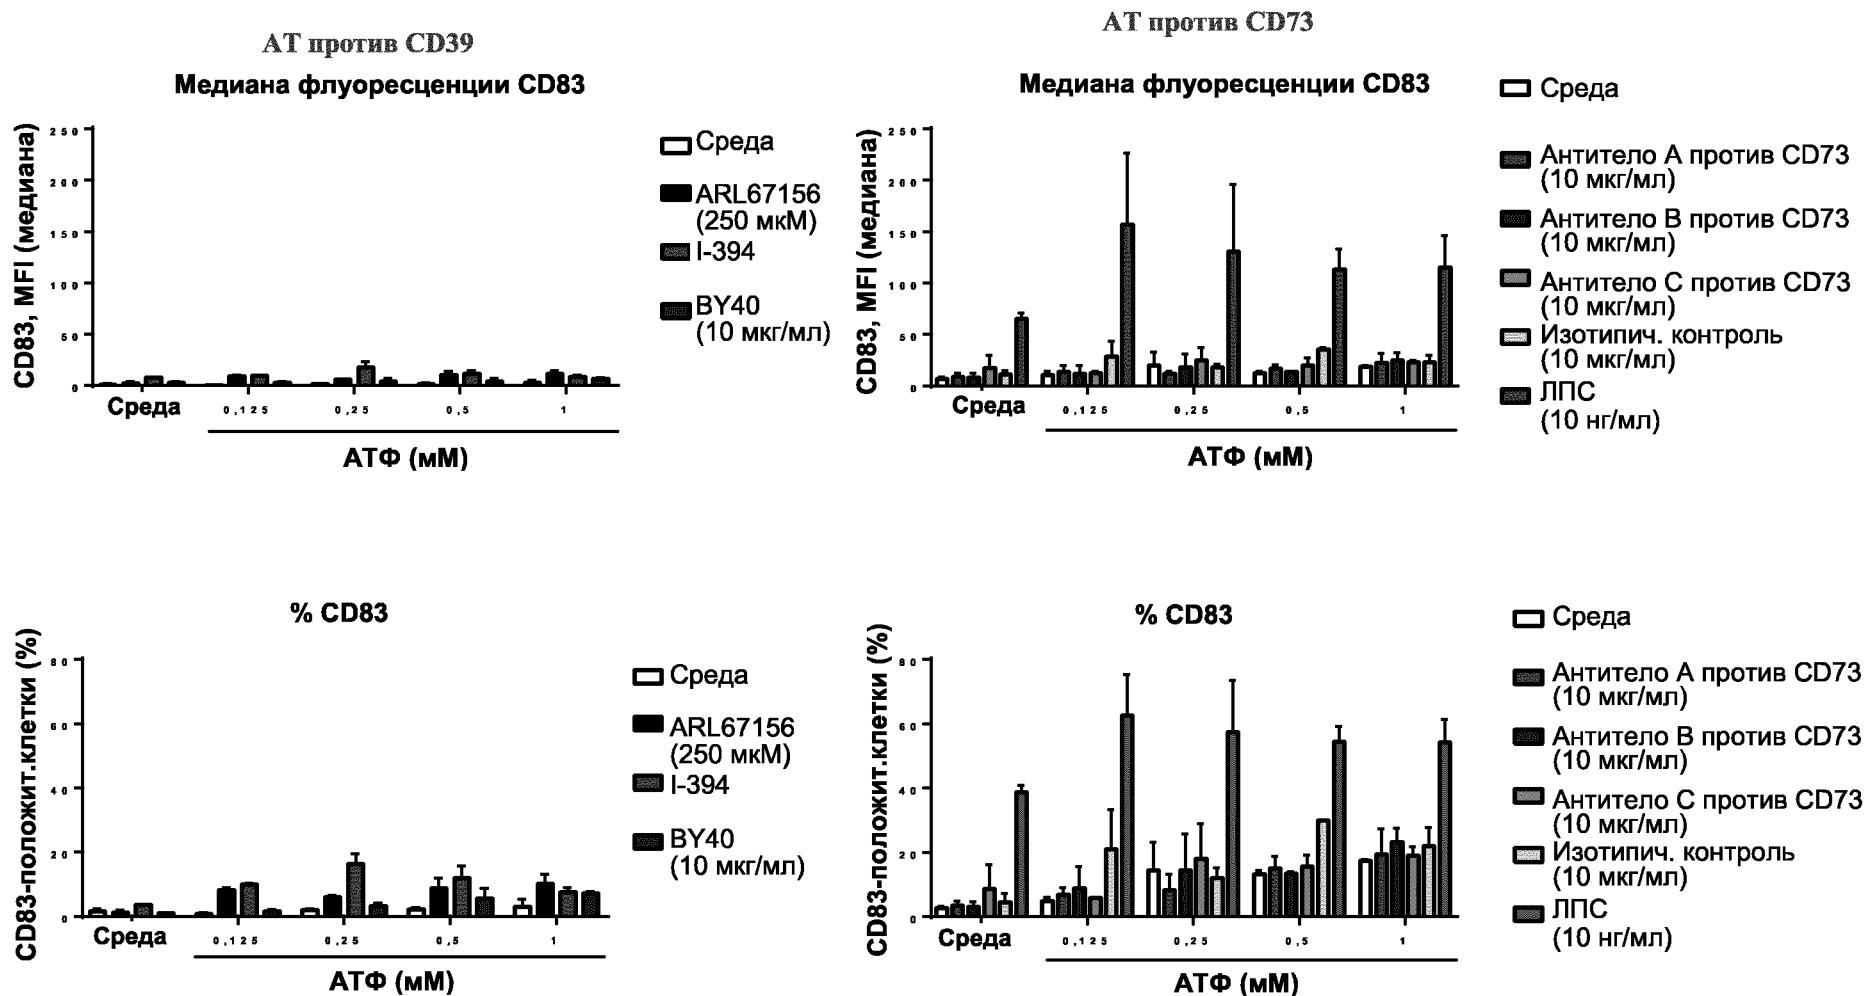 АТ против CD39
Медиана флуоресценции CD83
CD83, MFI (медиана)
250
200
150
100
50
0
Среда
0,125
0,25
0,5
1
АТФ (мМ)
Среда
ARL67156
(250 мкМ)
I-394
BY40
(10 мкг/мл)
АТ против CD73
Медиана флуоресценции CD83
CD83, MFI (медиана)
250
200
150
100
50
0
Среда
0,125
0,25
0,5
1
АТФ (мМ)
Среда
Антитело A против CD73
(10 мкг/мл)
Антитело B против CD73
(10 мкг/мл)
Антитело C против CD73
(10 мкг/мл)
Изотипич. контроль
(10 мкг/мл)
ЛПС
(10 нг/мл)
% CD83
CD83-положит.клетки (%)
80
60
40
20
0
Среда
0,125
0,25
0,5
1
АТФ (мМ)
Среда
ARL67156
(250 мкМ)
I-394
BY40
(10 мкг/мл)
% CD83
CD83-положит.клетки (%)
80
60
40
20
0
Среда
0,125
0,25
0,5
1
АТФ (мМ)
Среда
Антитело A против CD73
(10 мкг/мл)
Антитело B против CD73
(10 мкг/мл)
Антитело C против CD73
(10 мкг/мл)
Изотипич. контроль
(10 мкг/мл)
ЛПС
(10 нг/мл)